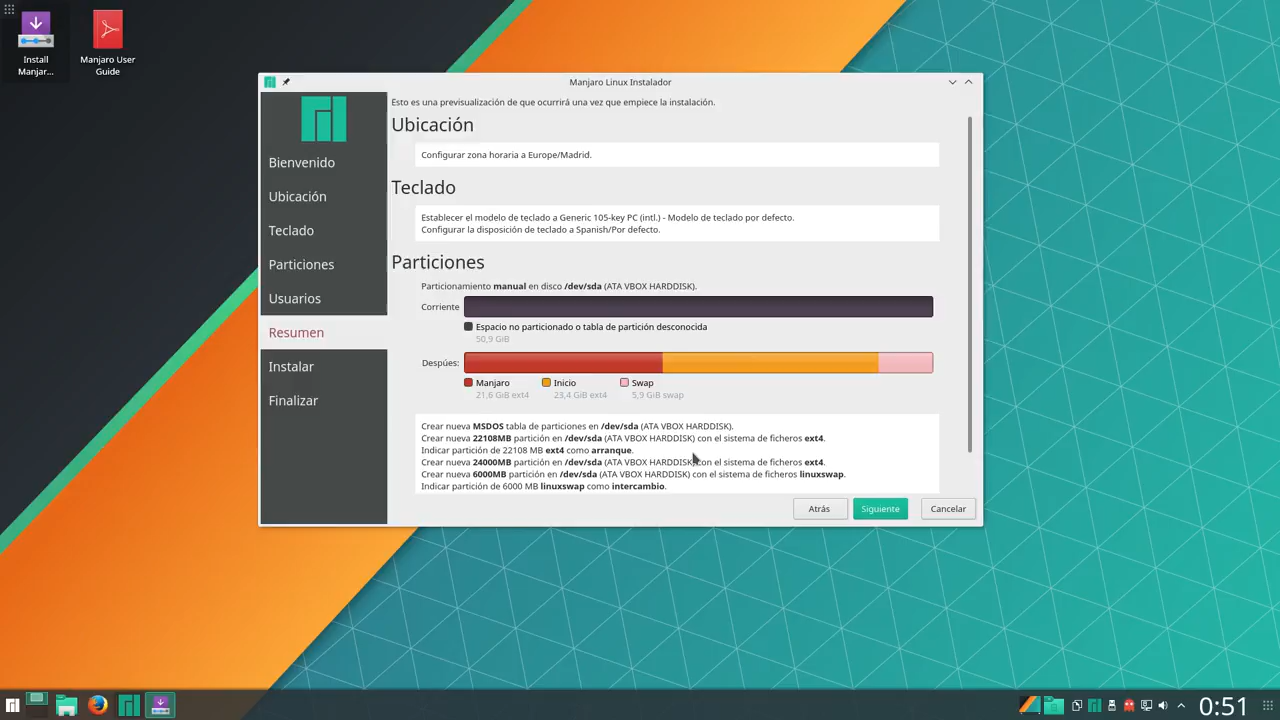 Install
Manjar...
Manjaro User
Guide
Manjaro Linux Instalador
Esto es una previsualización de que ocurrirá una vez que empiece la instalación.
Bienvenido
Ubicación
Teclado
Particiones
Usuarios
Resumen
Instalar
Finalizar
Ubicación
Configurar zona horaria a Europe/Madrid.
Teclado
Establecer el modelo de teclado a Generic 105-key PC (intl.) - Modelo de teclado por defecto.
Configurar la disposición de teclado a Spanish/Por defecto.
Particiones
Particionamiento manual en disco /dev/sda (ATA VBOX HARDDISK).
Corriente
Espacio no particionado o tabla de partición desconocida
50,9 GiB
Despúes:
Manjaro Inicio Swap
21,6 GiB ext4 23,4 GiB ext4 5,9 GiB swap
Crear nueva MSDOS tabla de particiones en /dev/sda (ATA VBOX HARDDISK).
Crear nueva 22108MB partición en /dev/sda (ATA VBOX HARDDISK) con el sistema de ficheros ext4.
Indicar partición de 22108 MB ext4 como arranque.
Crear nueva 24000MB partición en /dev/sda (ATA VBOX HARDDISK) con el sistema de ficheros ext4.
Crear nueva 6000MB partición en /dev/sda (ATA VBOX HARDDISK) con el sistema de ficheros linuxswap.
Indicar partición de 6000 MB linuxswap como intercambio.
Atrás Siguiente Cancelar
0:51